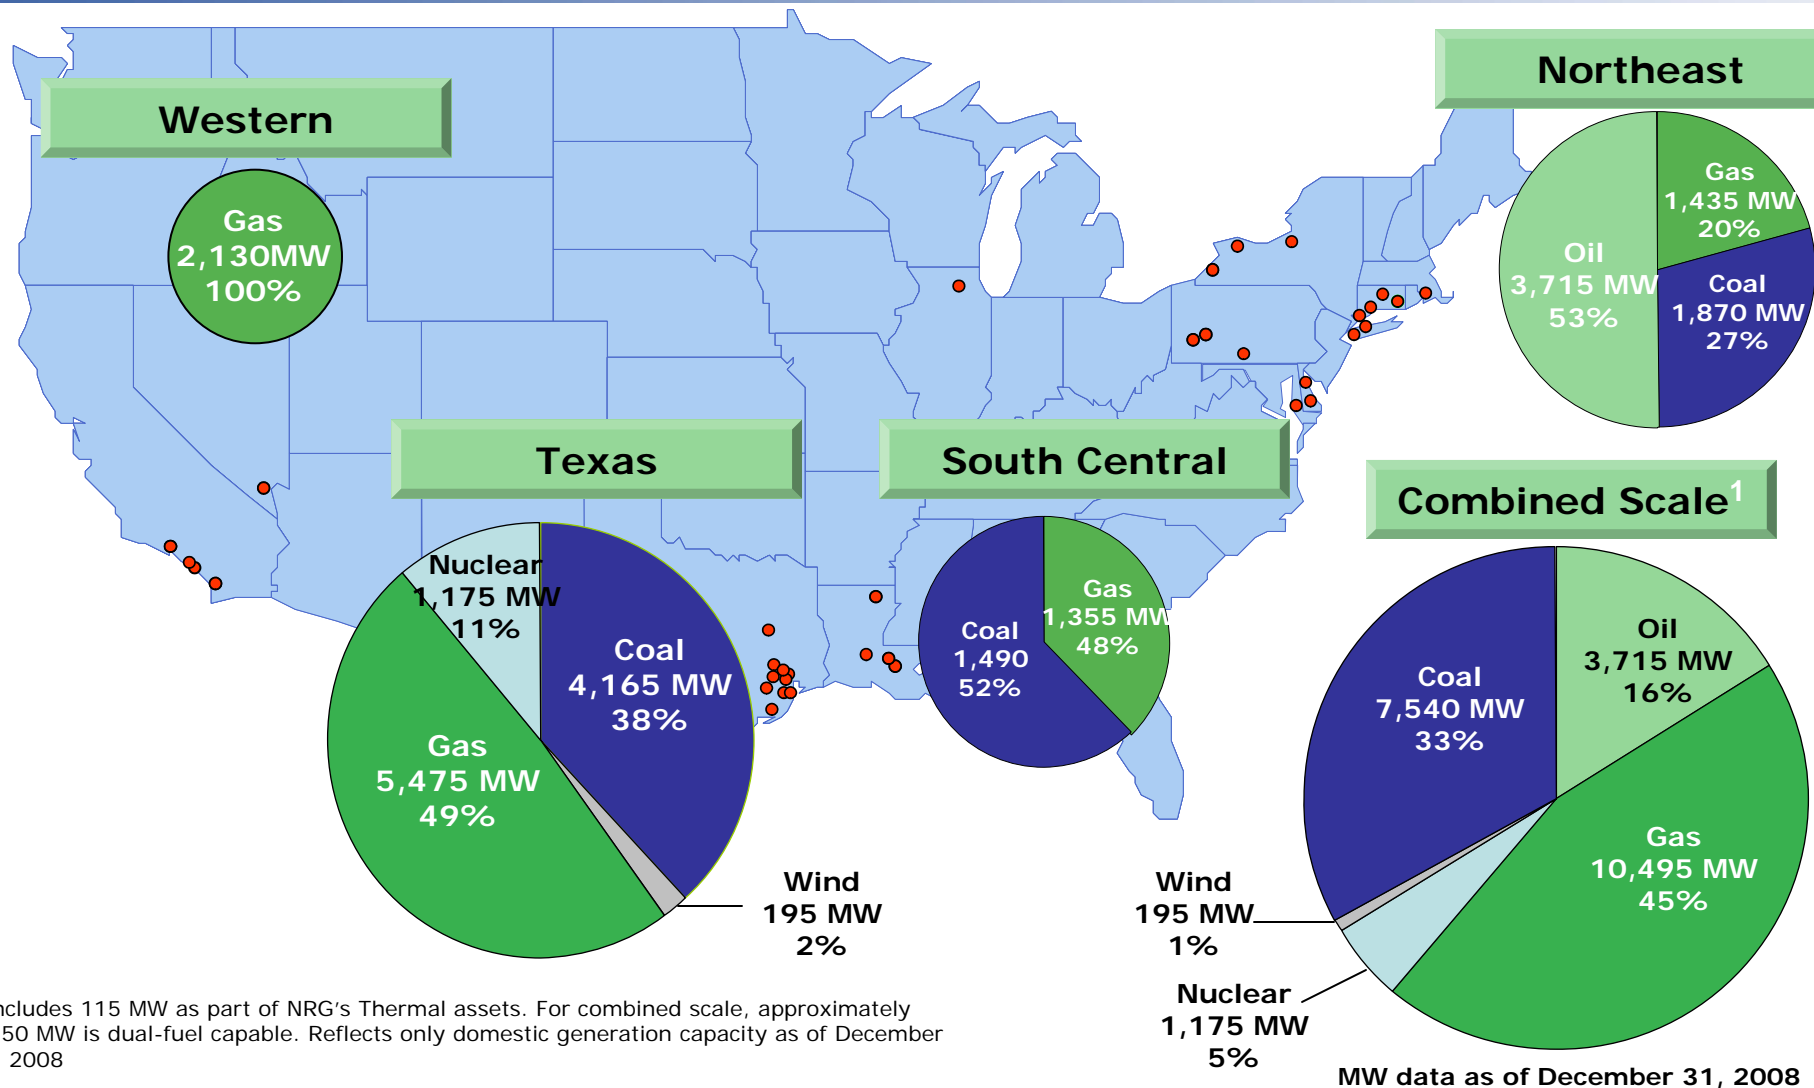 Northeast
Western
Gas
1,435 MW
20%
Gas
2,130MW
100%
Oil
3,715 MW
53%
Coal
1,870 MW
27%
Texas
South Central
Combined Scale1
Nuclear
1,175 MW
11%
Coal
4,165 MW
38%
Gas
5,475 MW
49%
Wind
195 MW
2%
Gas
1,355 MW
48%
Coal
1,490
52%
Oil
3,715 MW
16%
Coal
7,540 MW
33%
Gas
10,495 MW
45%
Wind
195 MW
1%
Nuclear
1,175 MW
5%
115 MW as part of NRG's Thermal assets. For combined scale, approximately
50 MW is dual-fuel capable. Reflects only domestic generation capacity as of December
2008
MW data as of December 31, 2008